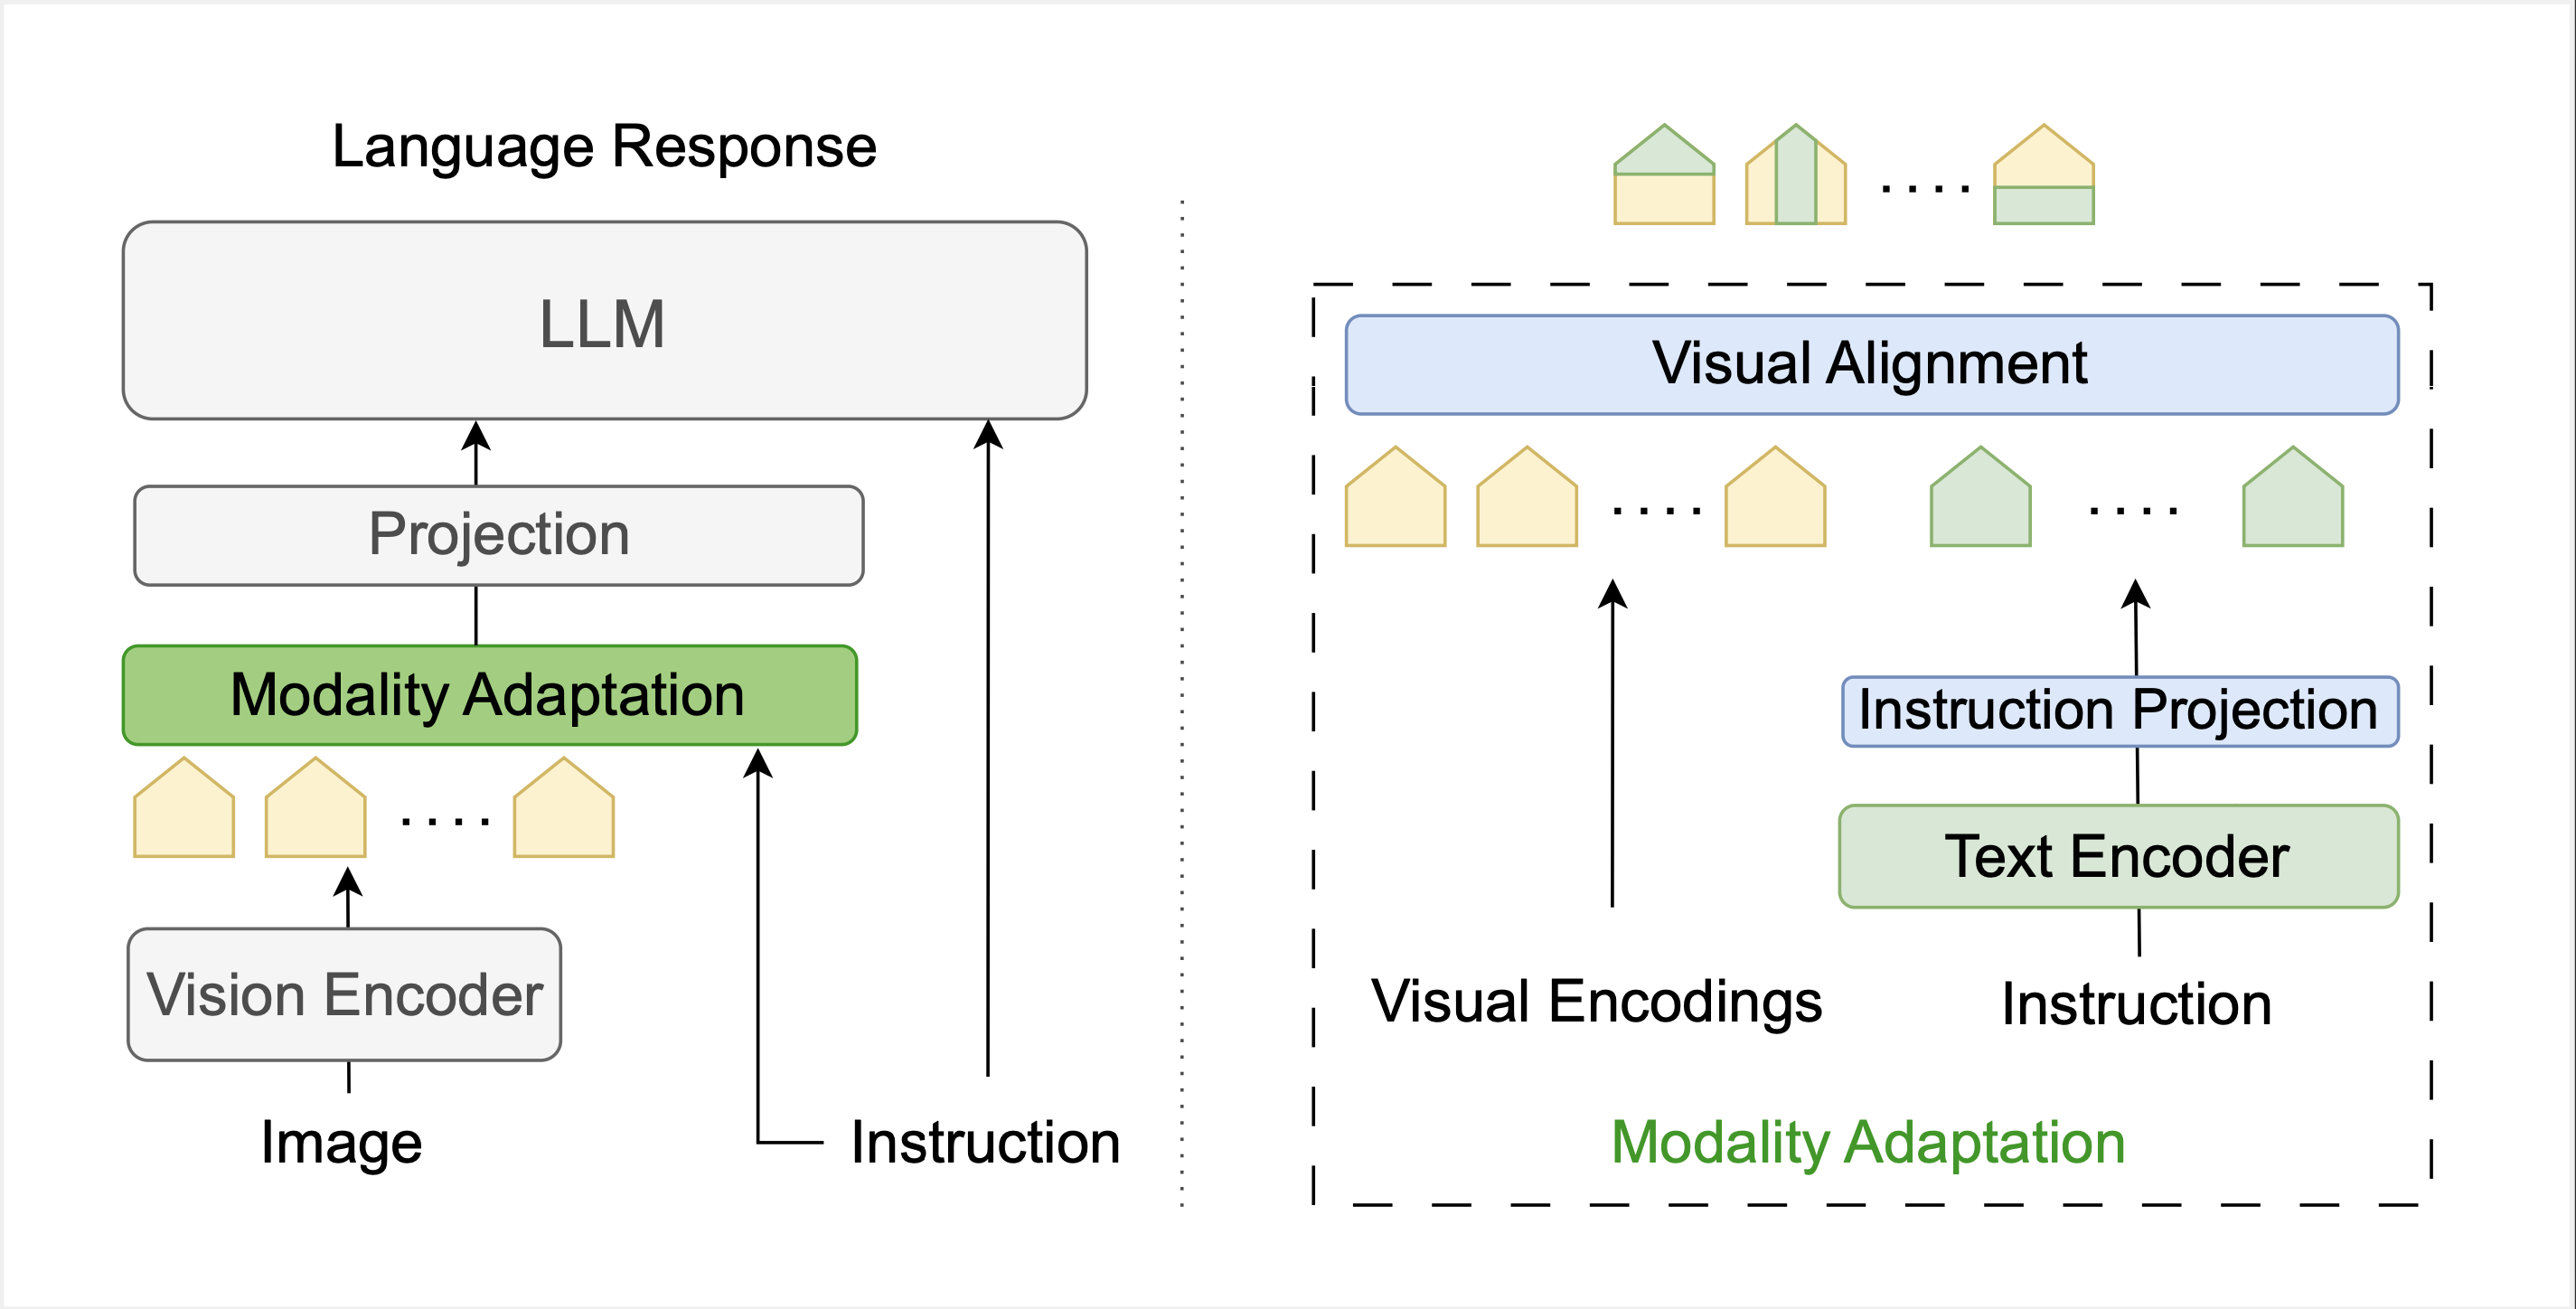 Language Response
LLM
Projection
Modality Adaptation
Vision Encoder
Image
Instruction
Visual Alignment
Instruction Projection
Text Encoder
Visual Encodings
Instruction
Modality Adaptation